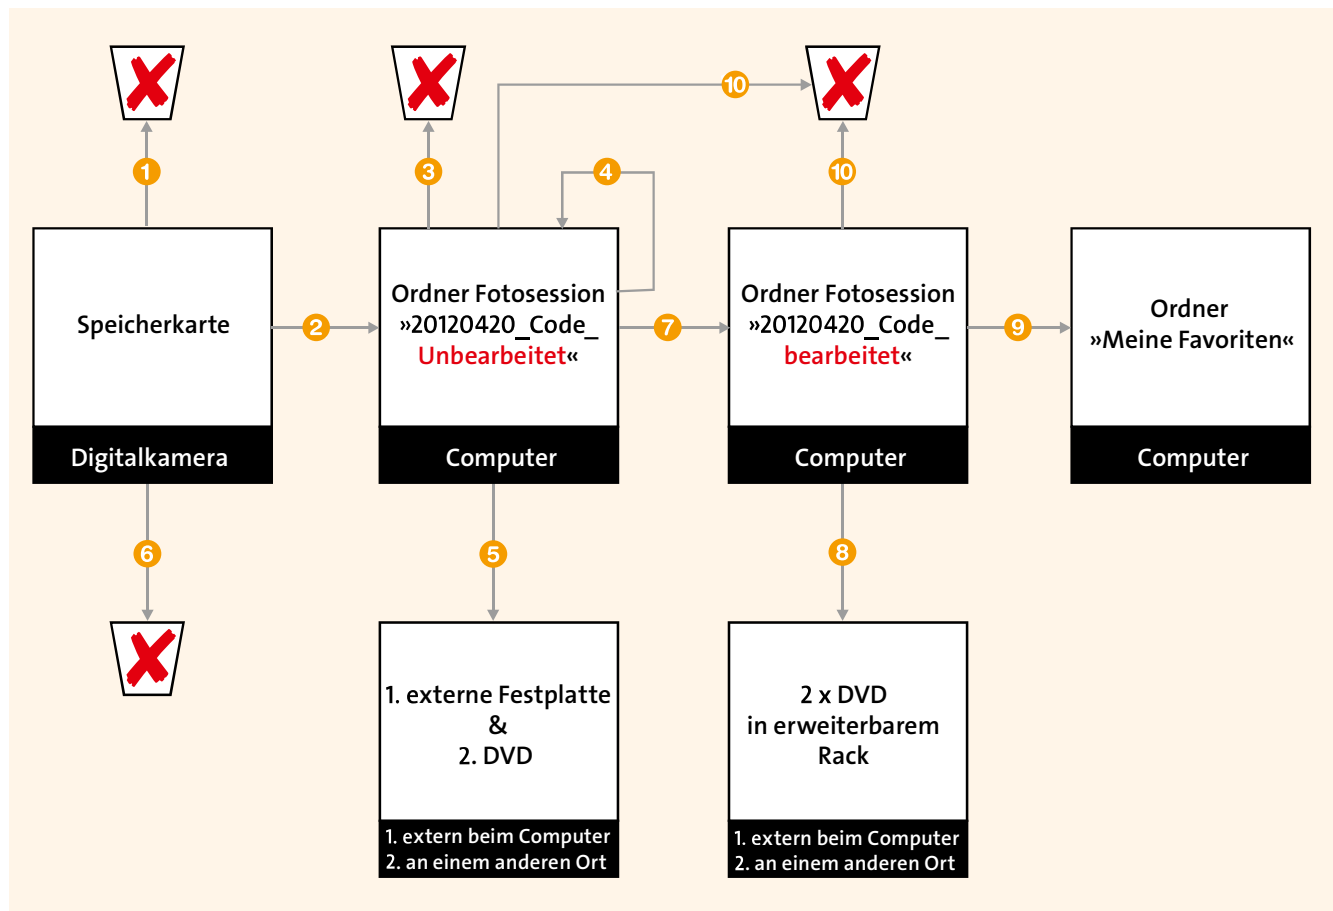 10
1
3
4
10
Speicherkarte
Digitalkamera
2
Ordner Fotosession
»20120420_Code_
Unbearbeitet«
Computer
7
Ordner Fotosession
»20120420_Code_
bearbeitet«
Computer
9
Ordner
»Meine Favoriten«
Computer
6
5
8
1. externe Festplatte
&
2. DVD
1. extern beim Computer
2. an einem anderen Ort
2 x DVD
in erweiterbarem
Rack
1. extern beim Computer
2. an einem anderen Ort